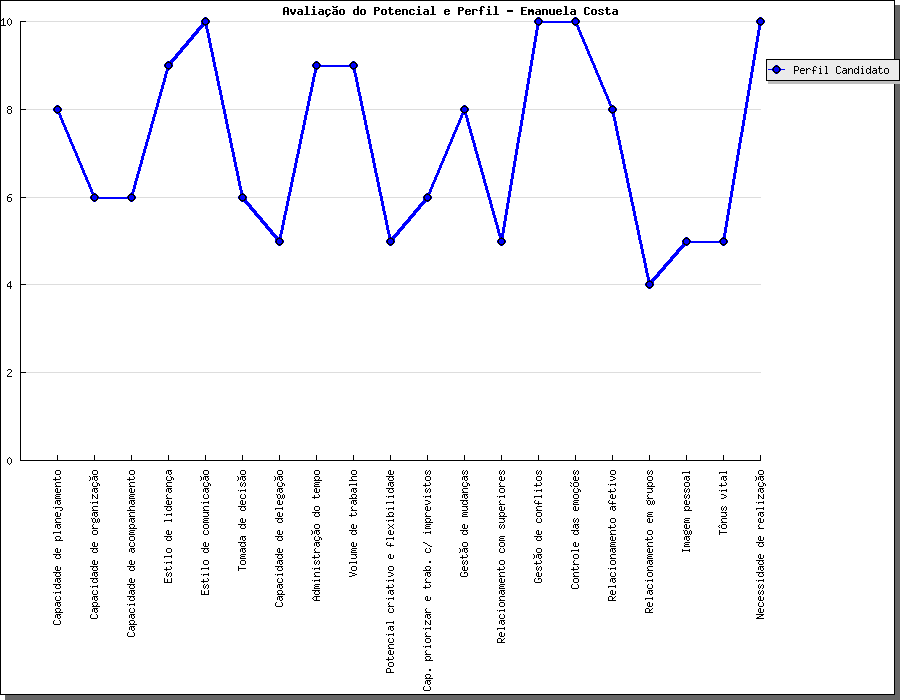 Avaliação do Potencial e Perfil - Emanuela Costa
10
8
6
4
2
0
Perfil Candidato
Capacidade de planejamento
Capacidade de organização
Capacidade de acompanhamento
Estilo de liderança
Estilo de comunicação
Tomada de decisão
Capacidade de delegação
Administração do tempo
Volume de trabalho
Potencial criativo e flexibilidade
Cap. priorizar e trab. c/ imprevistos
Gestão de mudanças
Relacionamento com superiores
Gestão de conflitos
Controle das emoções
Relacionamento afetivo
Relacionamento em grupos
Imagem pessoal
Tônus vital
Necessidade de realização